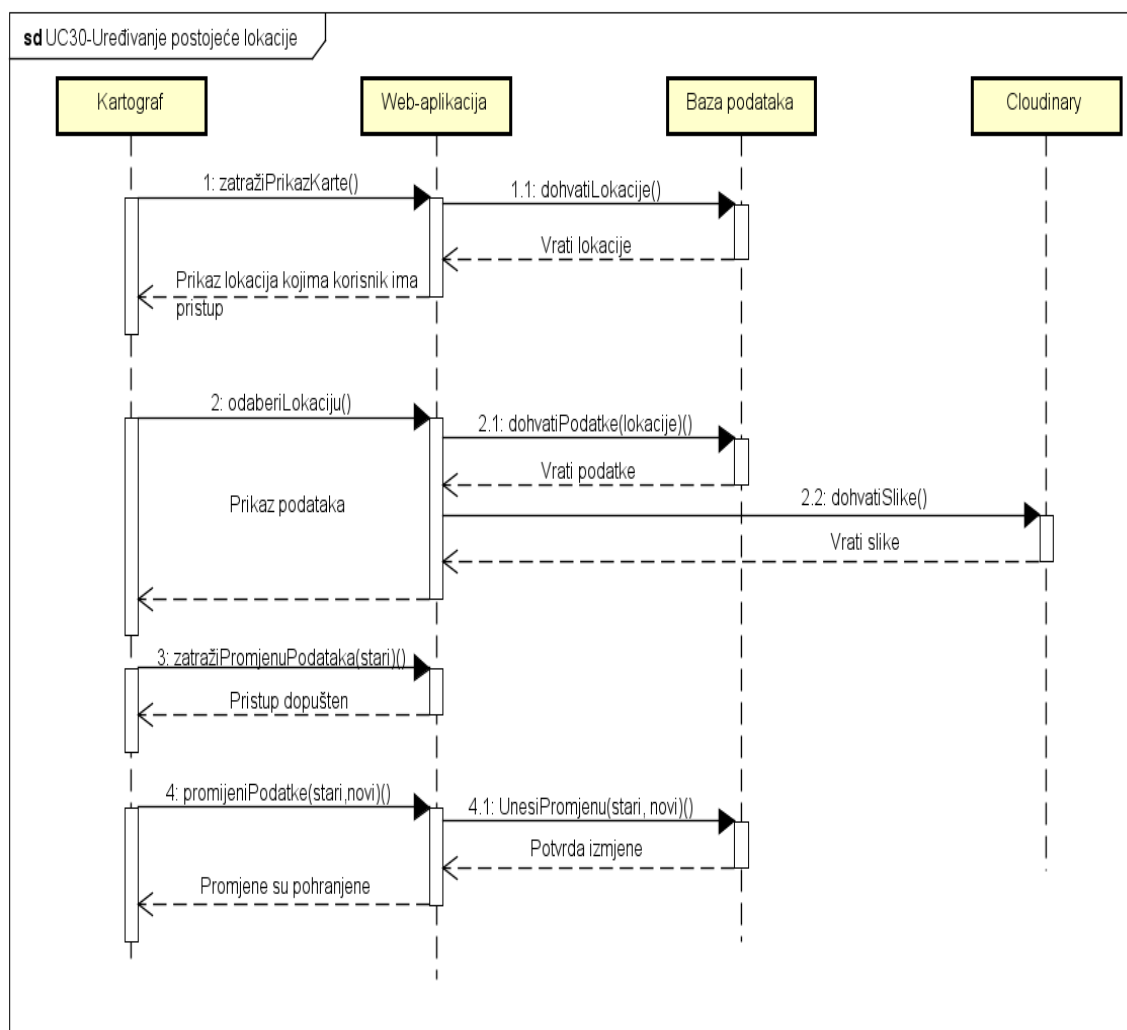 sd UC30-Uređivanje postojeće lokacije
Kartograf
Web-aplikacija
Baza podataka
Cloudinary
1: zatražiPrikazKarte()
1.1: dohvatiLokacije()
Vrati lokacije
Prikaz lokacija kojima korisnik ima
pristup
2: odaberiLokaciju()
2.1: dohvatiPodatke(lokacije)()
Vrati podatke
Prikaz podataka
2.2: dohvatiSlike()
Vrati slike
3: zatražiPromjenuPodataka(stari)()
Pristup dopušten
4: promijeniPodatke(stari,novi)()
4.1: UnesiPromjenu(stari, novi)()
Potvrda izmjene
Promjene su pohranjene